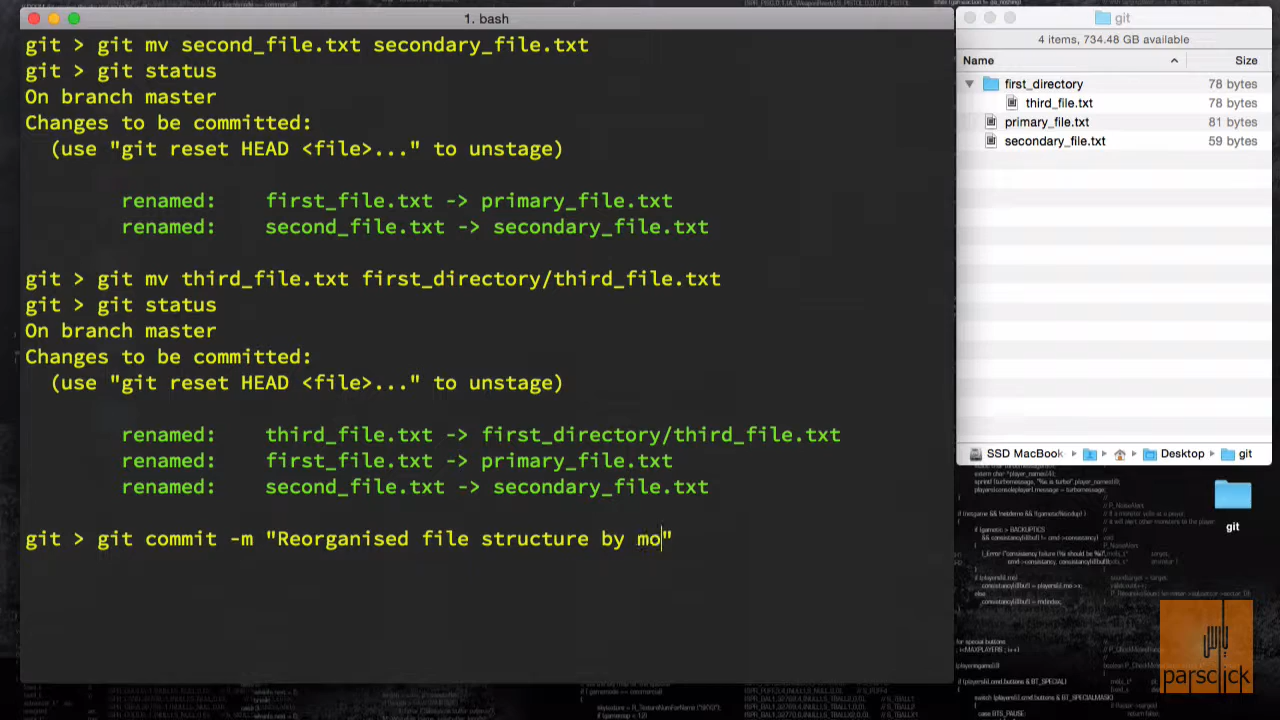 1. bash
git > git mv second_file.txt secondary_file.txt
git > git status
On branch master
Changes to be committed:
(use "git reset HEAD <file>..." to unstage)
renamed: first_file.txt -> primary_file.txt
renamed: second_file.txt -> secondary_file.txt
git > git mv third_file.txt first_directory/third_file.txt
git > git status
On branch master
Changes to be committed:
(use "git reset HEAD <file>..." to unstage)
renamed: third_file.txt -> first_directory/third_file.txt
renamed: first_file.txt -> primary_file.txt
renamed: second_file.txt -> secondary_file.txt
git > git commit -m "Reorganised file structure by mo"
git
4 items, 734.48 GB available
Name Size
first_directory 78 bytes
third_file.txt 78 bytes
primary_file.txt 81 bytes
secondary_file.txt 59 bytes
SSD MacBook Desktop git
git
پارس
parsclick